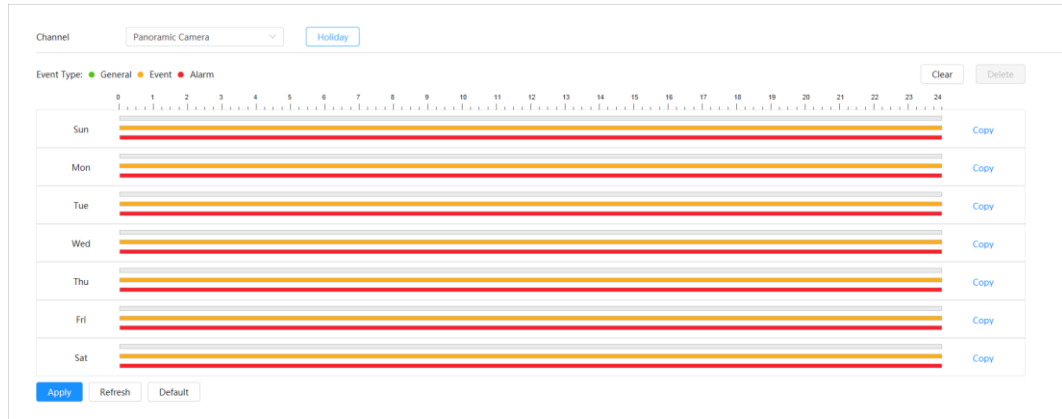 Channel Panoramic Camera Holiday
Event Type: General Event Alarm Clear Delete
0 1 2 3 4 5 6 7 8 9 10 11 12 13 14 15 16 17 18 19 20 21 22 23 24
Sun Copy
Mon Copy
Tue Copy
Wed Copy
Thu Copy
Fri Copy
Sat Copy
Apply Refresh Default